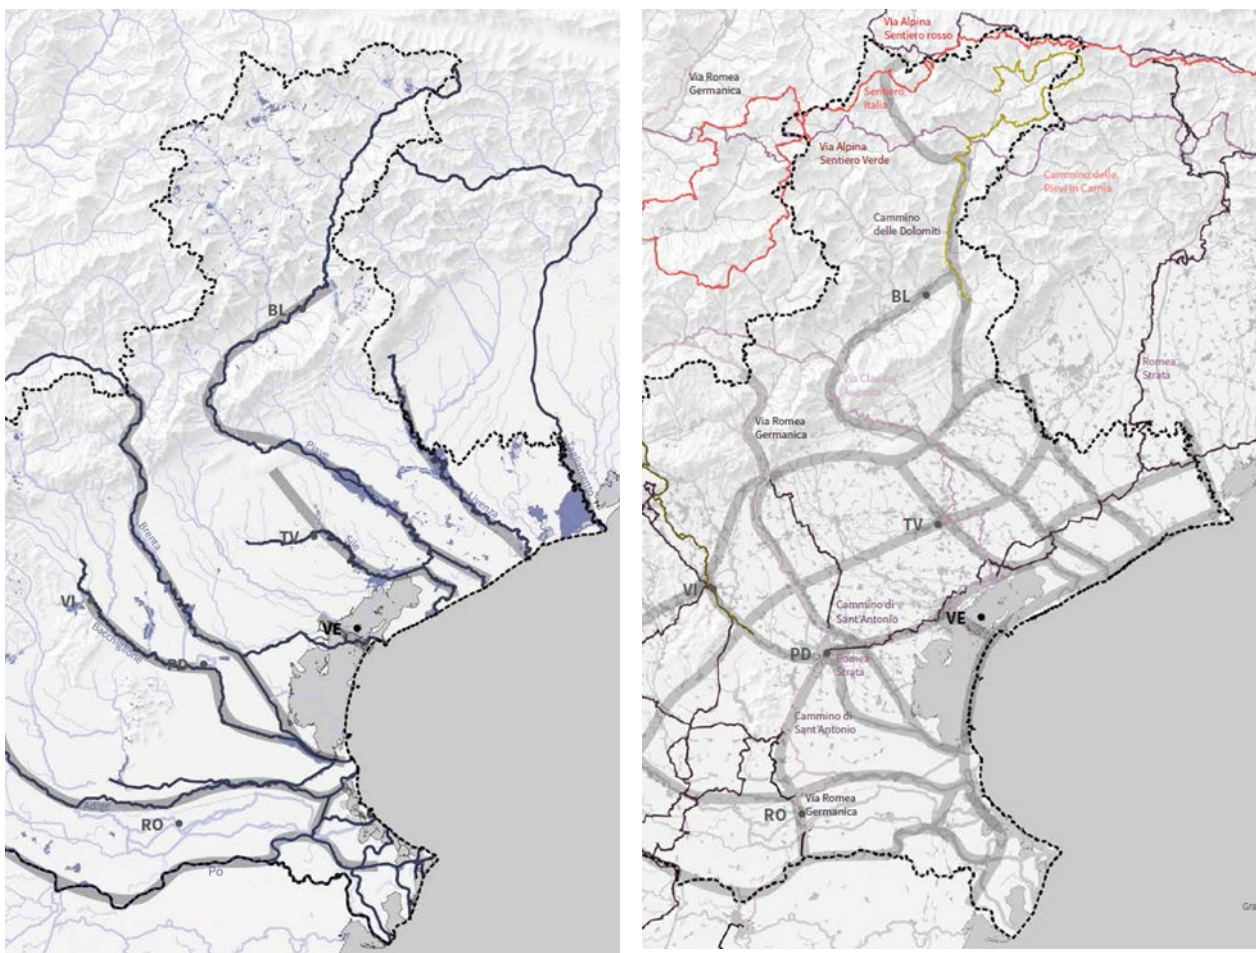 BL
Piave
Livenza
Tagliamento
TV
Sile
Brenta
VI
Bacchiglione
VE
PD
Adige
RO
Po
Via Alpina
Sentiero rosso
Via Romea
Germanica
Sentiero
Italia
Via Alpina
Sentiero Verde
Cammino delle
Pievi in Carnia
Cammino
delle Dolomiti
BL
Romea
Strata
Via Claudia
Augusta
Via Romea
Germanica
TV
VI
Cammino di
Sant'Antonio
VE
PD
Romea
Strata
Cammino di
Sant'Antonio
Via Romea
Germanica
RO
Gra